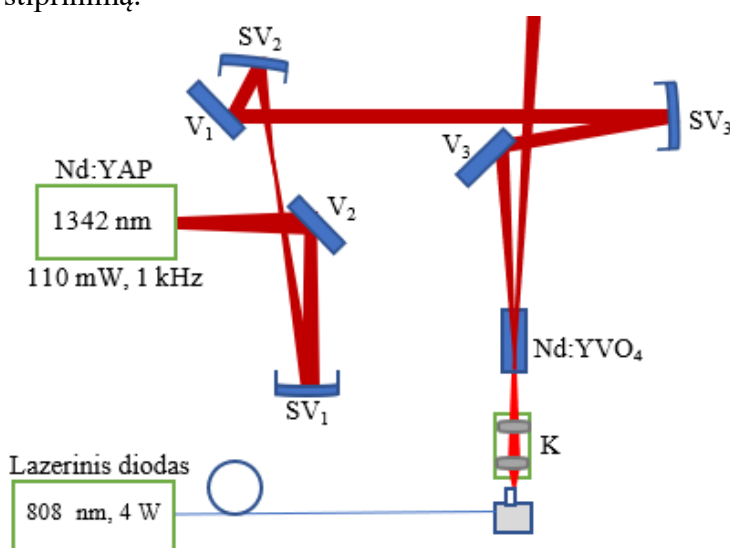 stiprinimą.
SV₂
V₁
V₃
SV₃
Nd:YAP
1342 nm
V₂
110 mW, 1 kHz
Nd:YVO₄
SV₁
K
Lazerinis diodas
808 nm, 4 W